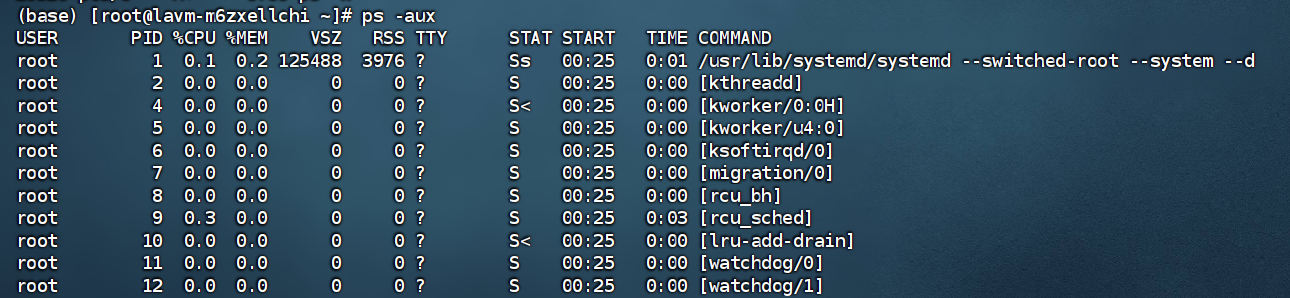 (base) [root@lavm-m6zxellchi ~]# ps -aux
USER       PID %CPU %MEM    VSZ   RSS TTY      STAT START   TIME COMMAND
root         1  0.1  0.2 125488  3976 ?        Ss   00:25   0:01 /usr/lib/systemd/systemd --switched-root --system --d
root         2  0.0  0.0      0     0 ?        S    00:25   0:00 [kthreadd]
root         4  0.0  0.0      0     0 ?        S<   00:25   0:00 [kworker/0:0H]
root         5  0.0  0.0      0     0 ?        S    00:25   0:00 [kworker/u4:0]
root         6  0.0  0.0      0     0 ?        S    00:25   0:00 [ksoftirqd/0]
root         7  0.0  0.0      0     0 ?        S    00:25   0:00 [migration/0]
root         8  0.0  0.0      0     0 ?        S    00:25   0:00 [rcu_bh]
root         9  0.3  0.0      0     0 ?        S    00:25   0:03 [rcu_sched]
root        10  0.0  0.0      0     0 ?        S<   00:25   0:00 [lru-add-drain]
root        11  0.0  0.0      0     0 ?        S    00:25   0:00 [watchdog/0]
root        12  0.0  0.0      0     0 ?        S    00:25   0:00 [watchdog/1]